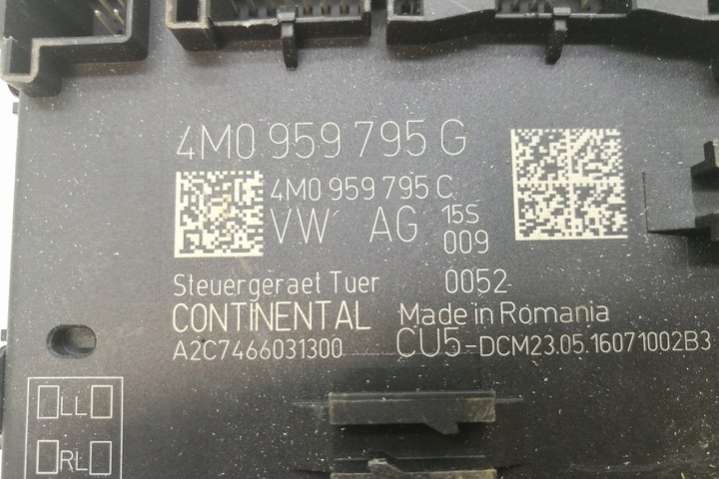 4M0 959 795 G
4M0 959 795 C
VW AG 15S
009
Steuergeraet Tuer 0052
CONTINENTAL Made in Romania
A2C7466031300 CU5-DCM23.05.16071002B3
LL
RL